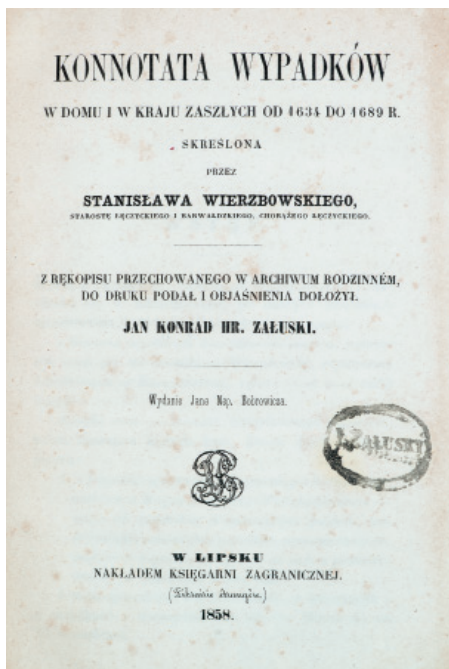 KONNOTATA WYPADKÓW
W DOMU I W KRAJU ZASZŁYCH OD 1634 DO 1689 R.
SKREŚLONA
PRZEZ
STANISŁAWA WIERZBOWSKIEGO,
STAROSTĘ ŁĘCZYCKIEGO I BARWAŁDZKIEGO, CHORĄŻEGO ŁĘCZYCKIEGO.
Z RĘKOPISU PRZECHOWANEGO W ARCHIWUM RODZINNÉM,
DO DRUKU PODAŁ I OBJAŚNIENIA DOŁOŻYŁ
JAN KONRAD HR. ZAŁUSKI.
Wydanie Jana Nep. Bobrowicza.
J. ZAŁUSKI
W LIPSKU
NAKŁADEM KSIĘGARNI ZAGRANICZNEJ.
(Librairie étrangère.)
1858.